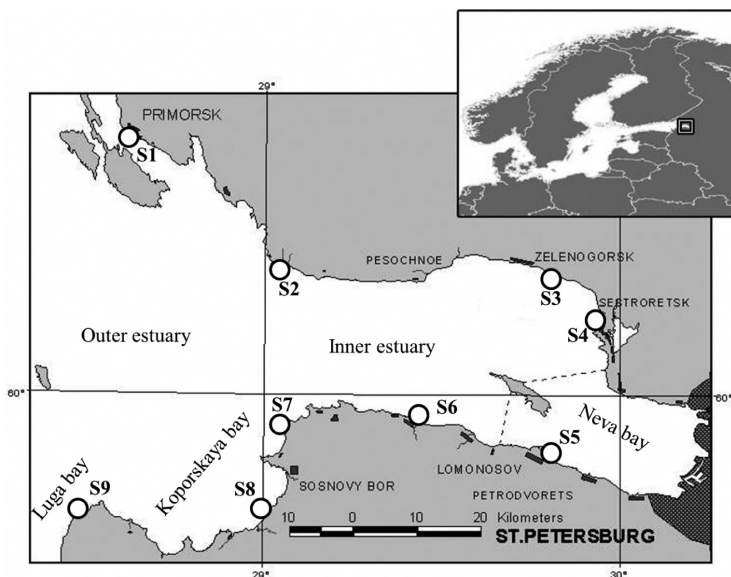 29°
PRIMORSK
S1
PESOCHNOE
ZELENOGORSK
S2
S3
SESTRORETSK
S4
Outer estuary
Inner estuary
60°
60°
S7
S6
Neva bay
Koporskaya bay
S5
Luga bay
S9
S8
LOMONOSOV
SOSNOVY BOR
PETRODVORETS
10 0 10 20 Kilometers
ST.PETERSBURG
29°
30°